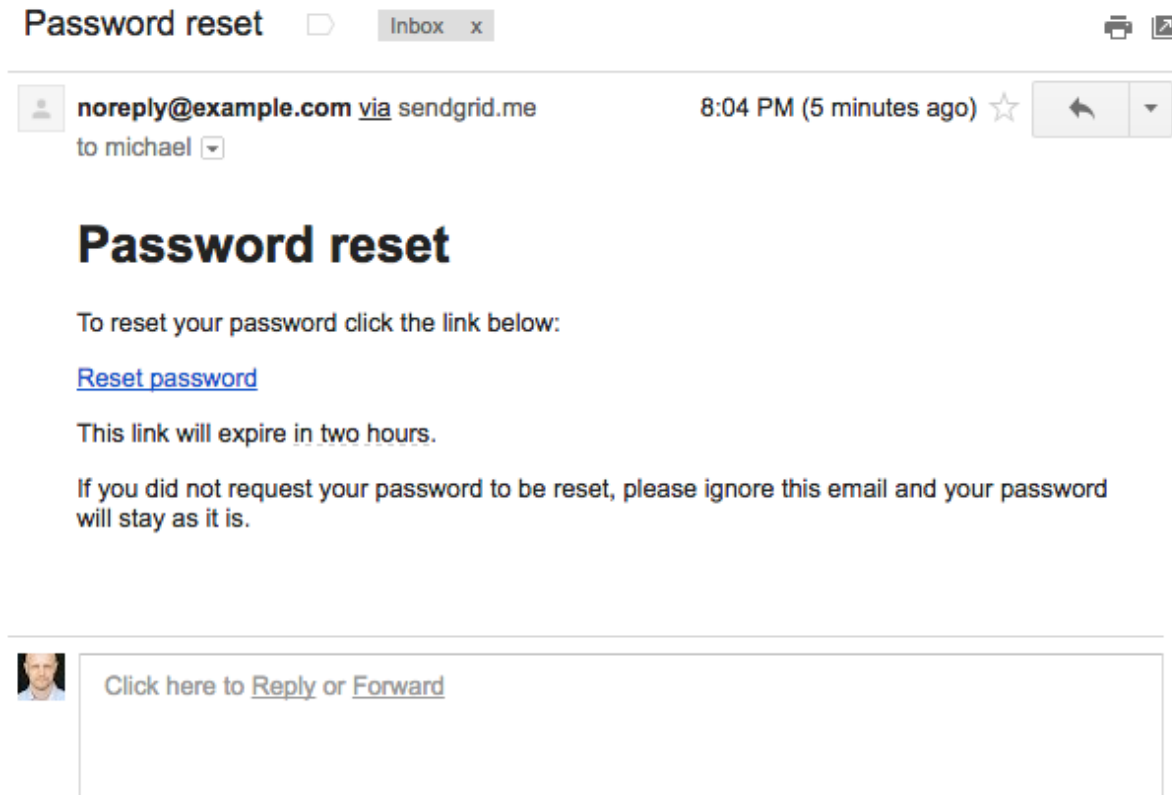 Password reset
Inbox x
noreply@example.com via sendgrid.me
8:04 PM (5 minutes ago)
to michael
Password reset
To reset your password click the link below:
Reset password
This link will expire in two hours.
If you did not request your password to be reset, please ignore this email and your password
will stay as it is.
Click here to Reply or Forward